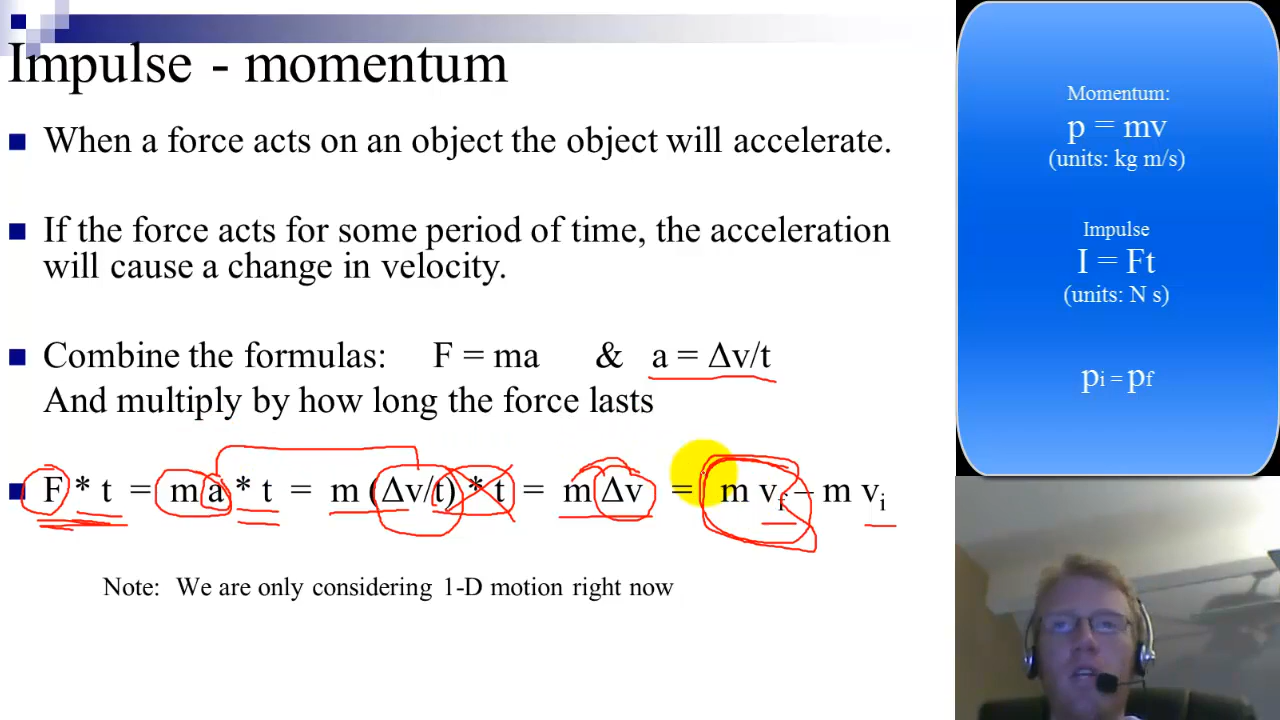 Impulse - momentum
When a force acts on an object the object will accelerate.
If the force acts for some period of time, the acceleration
will cause a change in velocity.
Combine the formulas: F = ma & a = Δv/t
And multiply by how long the force lasts
F * t = m a * t = m (Δv/t) * t = m Δv = m vf – m vi
Note: We are only considering 1-D motion right now
Momentum:
p = mv
(units: kg m/s)
Impulse
I = Ft
(units: N s)
pi = pf